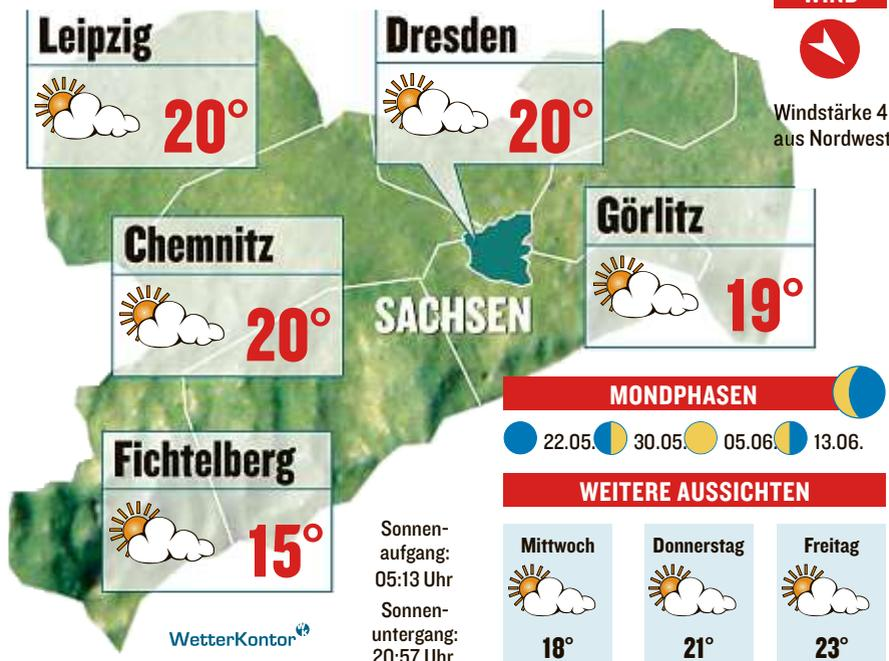 WIND
Leipzig
20°
Dresden
20°
Windstärke 4
aus Nordwest
Chemnitz
20°
Görlitz
19°
SACHSEN
Fichtelberg
15°
MONDPHASEN
22.05. 30.05. 05.06. 13.06.
WEITERE AUSSICHTEN
Mittwoch
18°
Donnerstag
21°
Freitag
23°
Sonnen-
aufgang:
05:13 Uhr
Sonnen-
untergang:
20:57 Uhr
WetterKontor